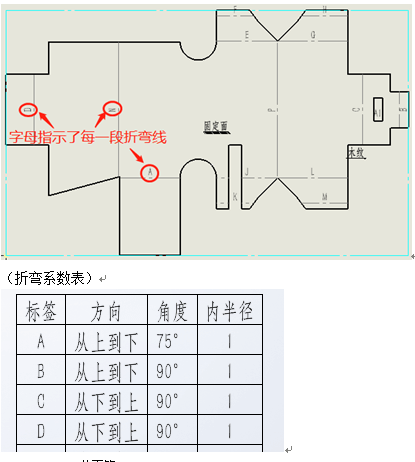 F H
E G
D N P C A1 B
字母指示了每一段折弯线
固定面
木纹
A J L
K M
（折弯系数表）
标签 方向 角度 内半径
A 从上到下 75° 1
B 从上到下 90° 1
C 从下到上 90° 1
D 从下到上 90° 1